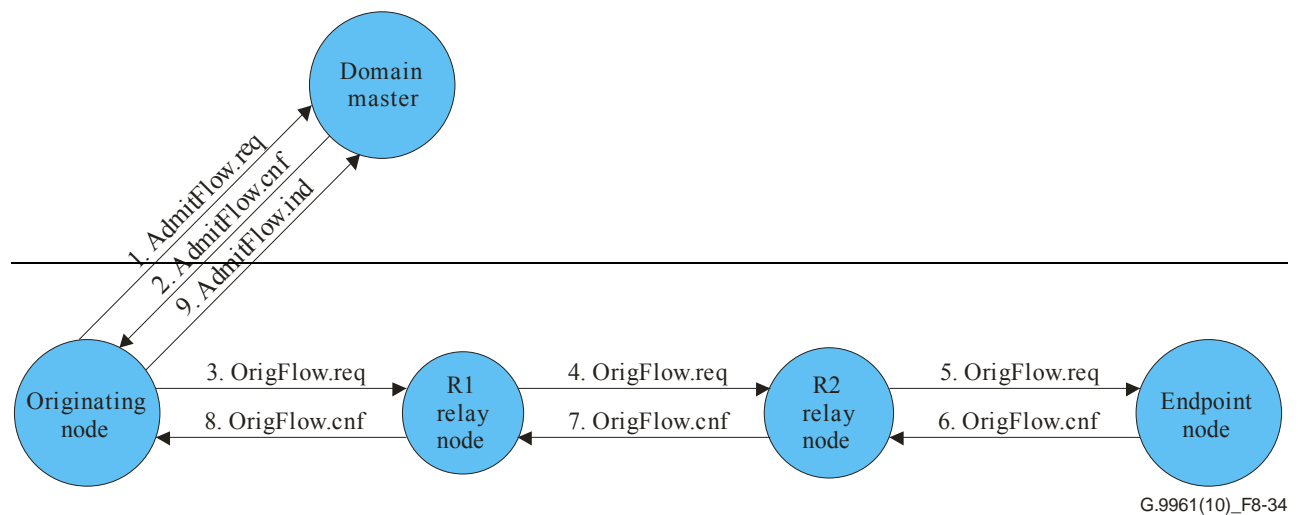 Domain
master
1. AdmitFlow.req
2. AdmitFlow.cnf
9. AdmitFlow.ind
Originating
node
3. OrigFlow.req
8. OrigFlow.cnf
R1
relay
node
4. OrigFlow.req
7. OrigFlow.cnf
R2
relay
node
5. OrigFlow.req
6. OrigFlow.cnf
Endpoint
node
G.9961(10)_F8-34